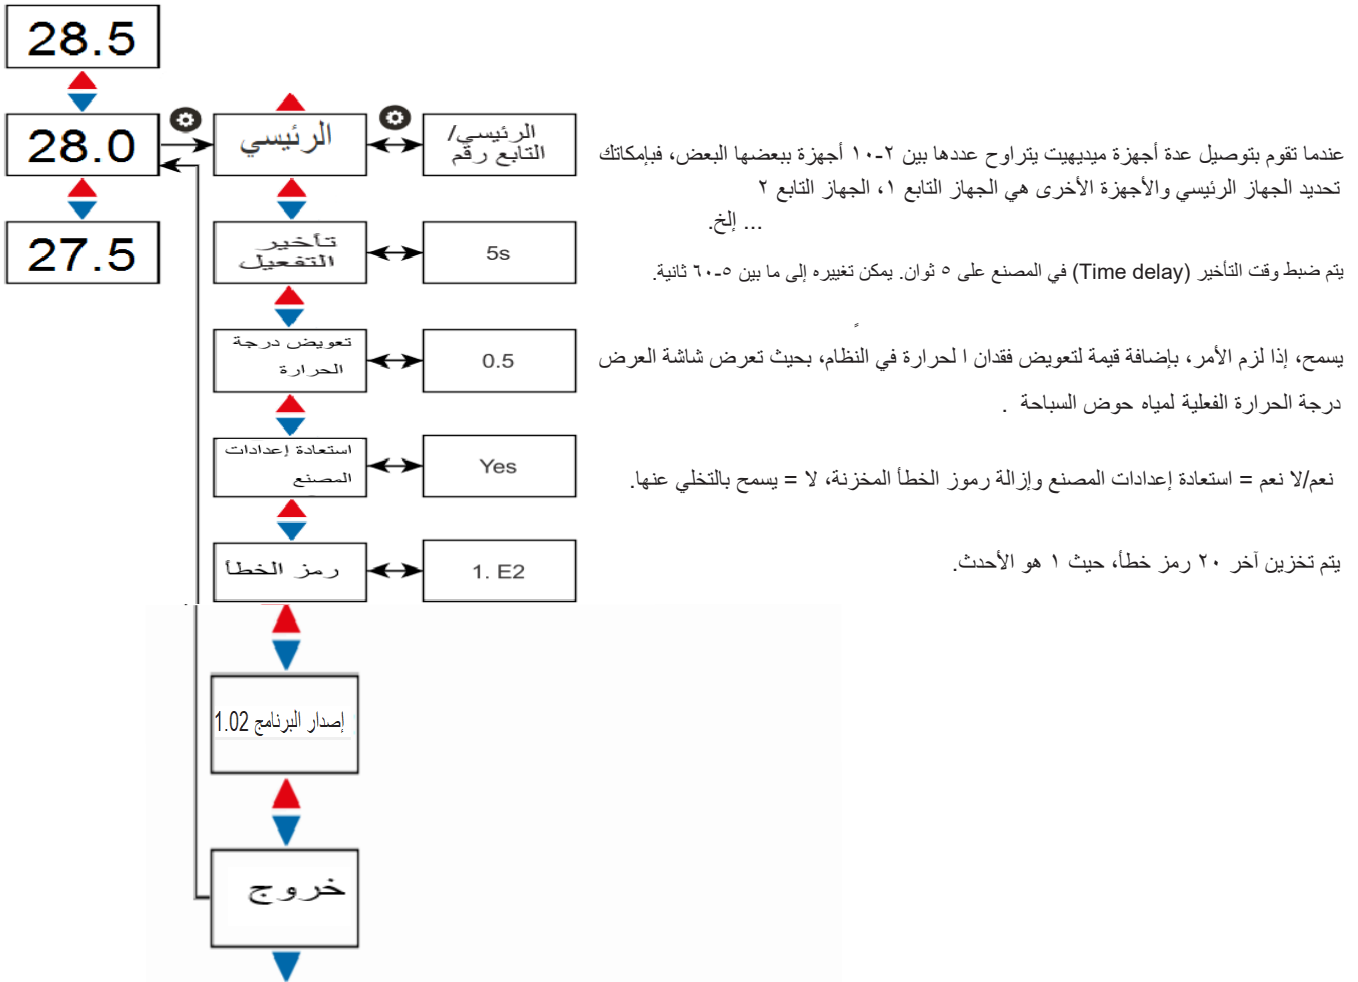 28.5
28.0
27.5
الرئيسي
الرئيسي/
التابع رقم
عندما تقوم بتوصيل عدة أجهزة ميديهيت يتراوح عددها بين ٢-١٠ أجهزة ببعضها البعض، فبإمكاتك
تحديد الجهاز الرئيسي والأجهزة الأخرى هي الجهاز التابع ١، الجهاز التابع ٢
... إلخ.
تأخير
التفعيل
5s
يتم ضبط وقت التأخير (Time delay) في المصنع على ٥ ثوان. يمكن تغييره إلى ما بين ٥-٦٠ ثانية.
تعويض درجة
الحرارة
0.5
يسمح، إذا لزم الأمر، بإضافة قيمة لتعويض فقدان ا لحرارة في النظام، بحيث تعرض شاشة العرض
درجة الحرارة الفعلية لمياه حوض السباحة .
استعادة إعدادات
المصنع
Yes
نعم/لا نعم = استعادة إعدادات المصنع وإزالة رموز الخطأ المخزنة، لا = يسمح بالتخلي عنها.
رمز الخطأ
1. E2
يتم تخزين آخر ٢٠ رمز خطأ، حيث ١ هو الأحدث.
إصدار البرنامج 1.02
خروج